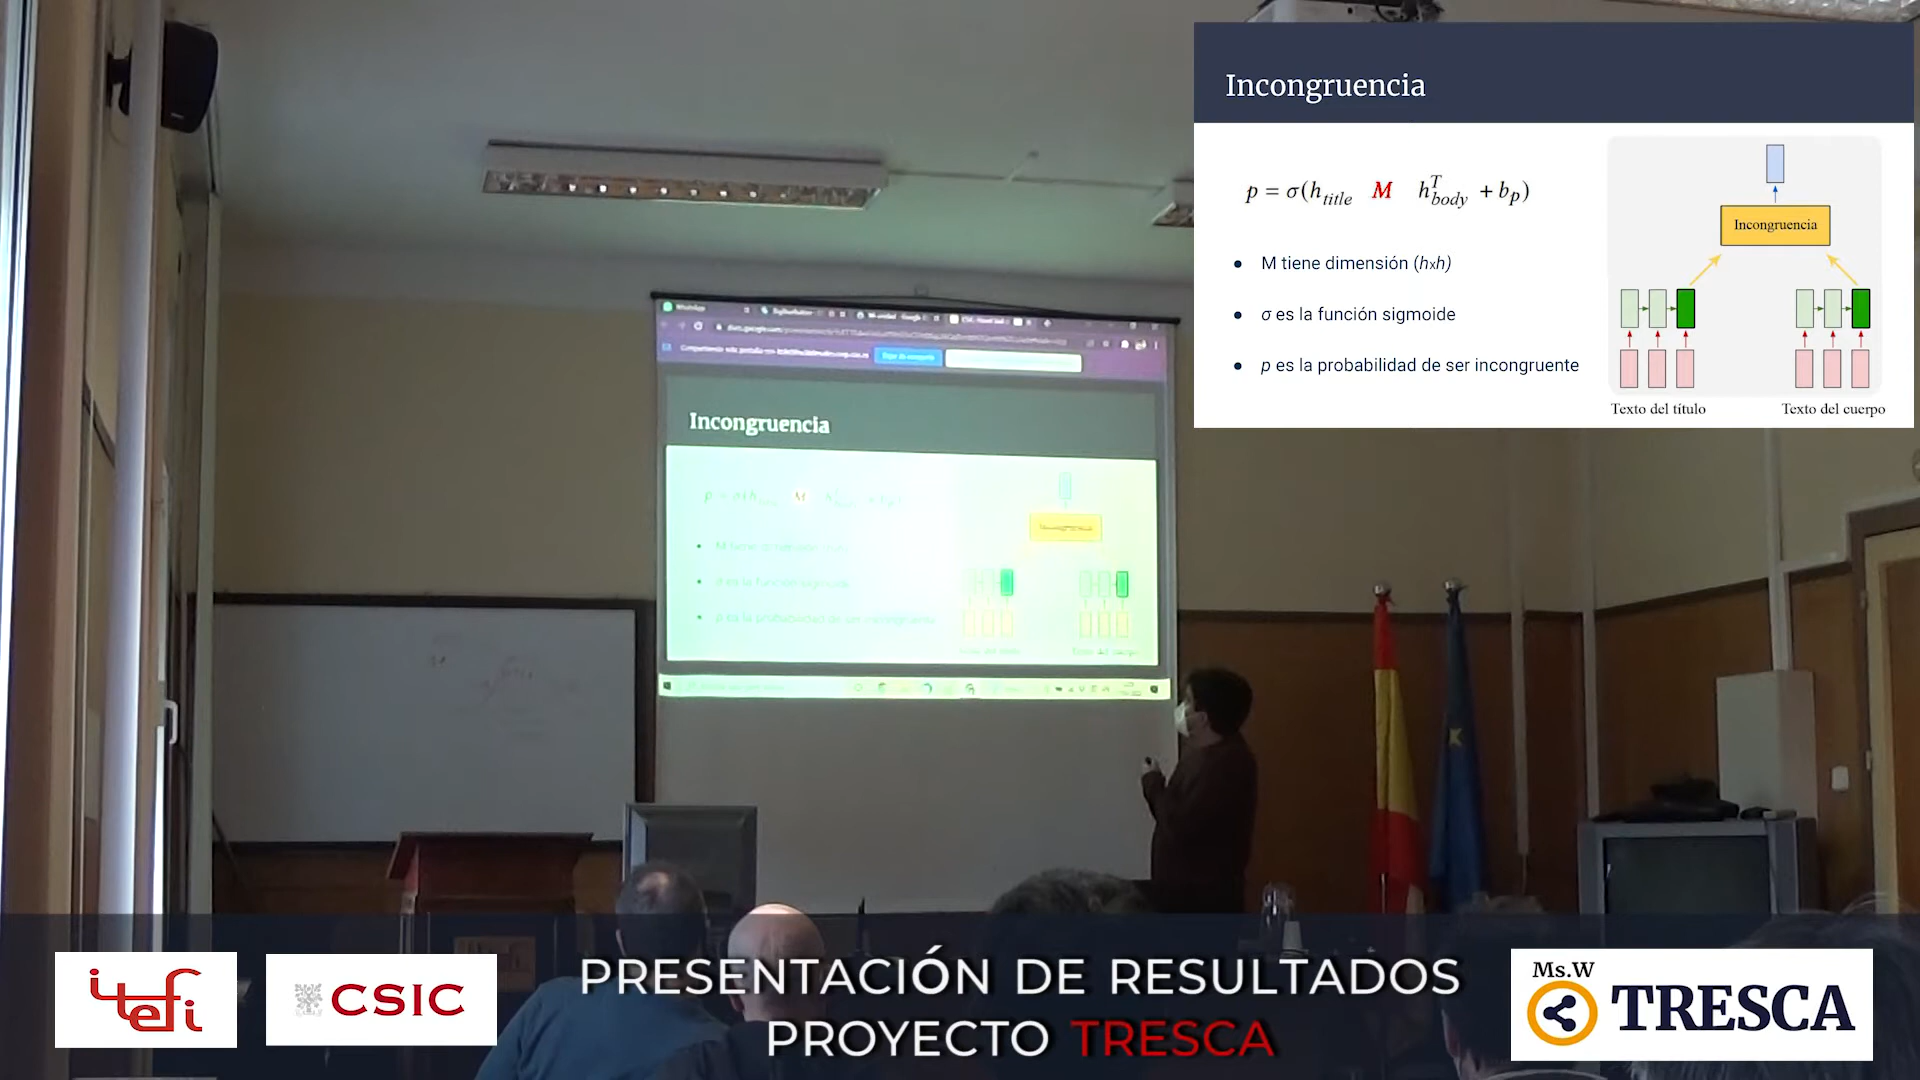 Incongruencia
p = σ(h_title M h^T_body + b_p)
● M tiene dimensión (hxh)
● σ es la función sigmoide
● p es la probabilidad de ser incongruente
Incongruencia
Texto del título
Texto del cuerpo
WhatsApp
Incongruencia
M
itefi
CSIC
PRESENTACIÓN DE RESULTADOS
PROYECTO TRESCA
Ms.W
TRESCA